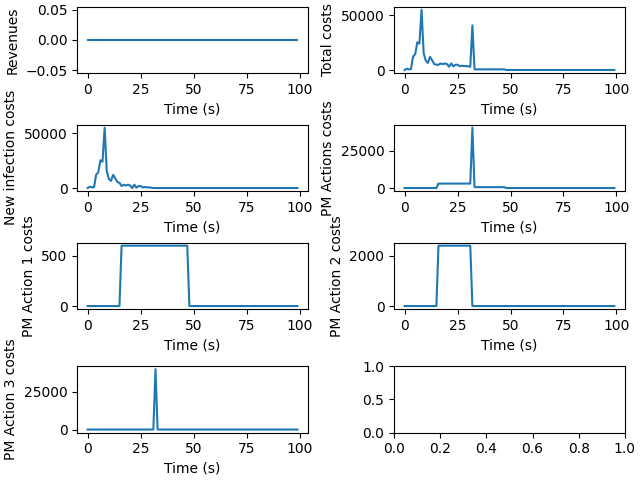 Revenues
0.05
0.00
−0.05
0 25 50 75 100
Time (s)
Total costs
50000
0
0 25 50 75 100
Time (s)
New infection costs
50000
0
0 25 50 75 100
Time (s)
PM Actions costs
25000
0
0 25 50 75 100
Time (s)
PM Action 1 costs
500
0
0 25 50 75 100
Time (s)
PM Action 2 costs
2000
0
0 25 50 75 100
Time (s)
PM Action 3 costs
25000
0
0 25 50 75 100
Time (s)
1.0
0.5
0.0
0.0 0.2 0.4 0.6 0.8 1.0